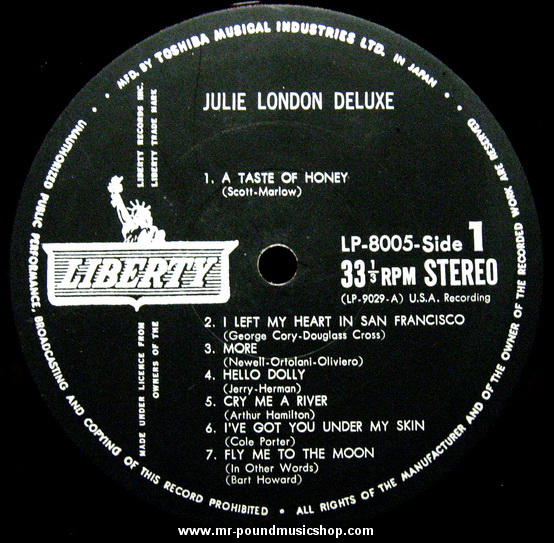 MFD. BY TOSHIBA MUSICAL INDUSTRIES LTD. IN JAPAN
LIBERTY RECORDS INC.
LIBERTY TRADE MARK
JULIE LONDON DELUXE
1. A TASTE OF HONEY
(Scott-Marlow)
LIBERTY
LP-8005-Side 1
33 1/3 RPM STEREO
(LP-9029-A) U.S.A. Recording
2. I LEFT MY HEART IN SAN FRANCISCO
(George Cory-Douglass Cross)
3. MORE
(Newell-Ortolani-Oliviero)
4. HELLO DOLLY
(Jerry-Herman)
5. CRY ME A RIVER
(Arthur Hamilton)
6. I'VE GOT YOU UNDER MY SKIN
(Cole Porter)
7. FLY ME TO THE MOON
(In Other Words)
(Bart Howard)
MADE UNDER LICENCE FROM
OWNERS OF THE
UNAUTHORIZED PUBLIC PERFORMANCE, BROADCASTING AND COPYING OF THIS RECORD PROHIBITED • ALL RIGHTS OF THE MANUFACTURER AND OF THE OWNER OF THE RECORDED WORK ARE RESERVED
www.mr-poundmusicshop.com